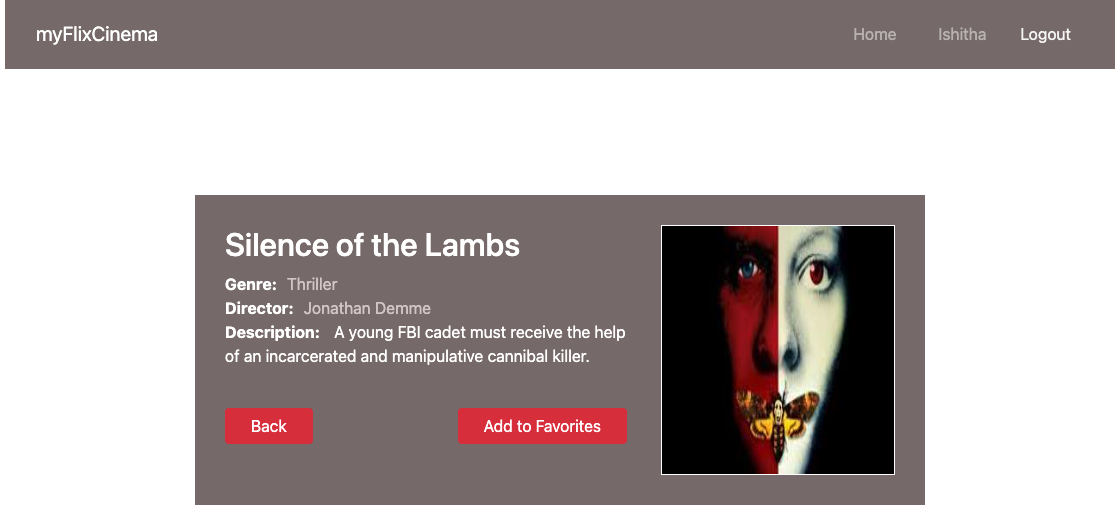 myFlixCinema
Home
Ishitha
Logout
Silence of the Lambs
Genre: Thriller
Director: Jonathan Demme
Description: A young FBI cadet must receive the help
of an incarcerated and manipulative cannibal killer.
Back
Add to Favorites